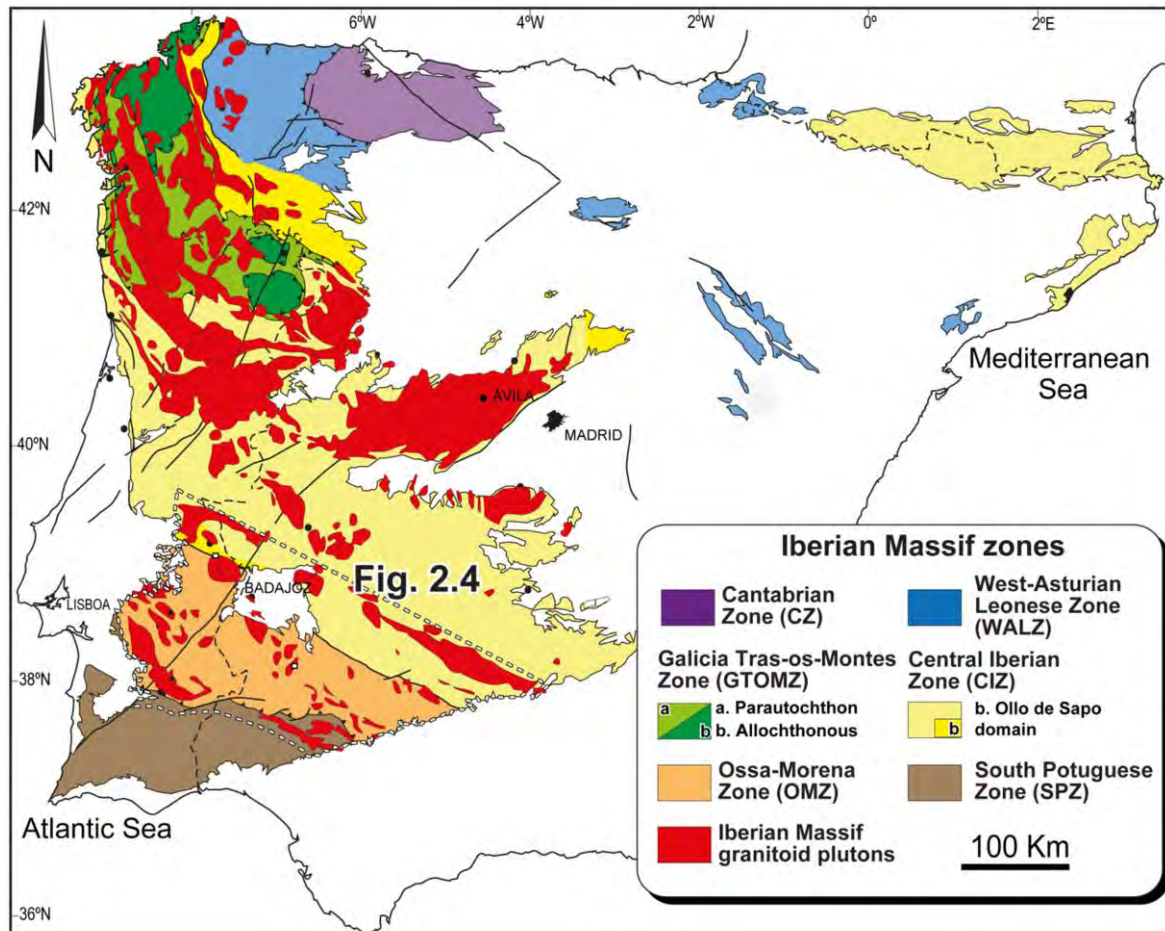 6ºW
4ºW
2ºW
0º
2ºE
N
42ºN
40ºN
38ºN
36ºN
AVILA
MADRID
Mediterranean
Sea
Fig. 2.4
BADAJOZ
LISBOA
Atlantic Sea
Iberian Massif zones
Cantabrian
Zone (CZ)
West-Asturian
Leonese Zone
(WALZ)
Galicia Tras-os-Montes
Zone (GTOMZ)
a
b
a. Parautochthon
b. Allochthonous
Central Iberian
Zone (CIZ)
b
b. Ollo de Sapo
domain
Ossa-Morena
Zone (OMZ)
South Potuguese
Zone (SPZ)
Iberian Massif
granitoid plutons
100 Km